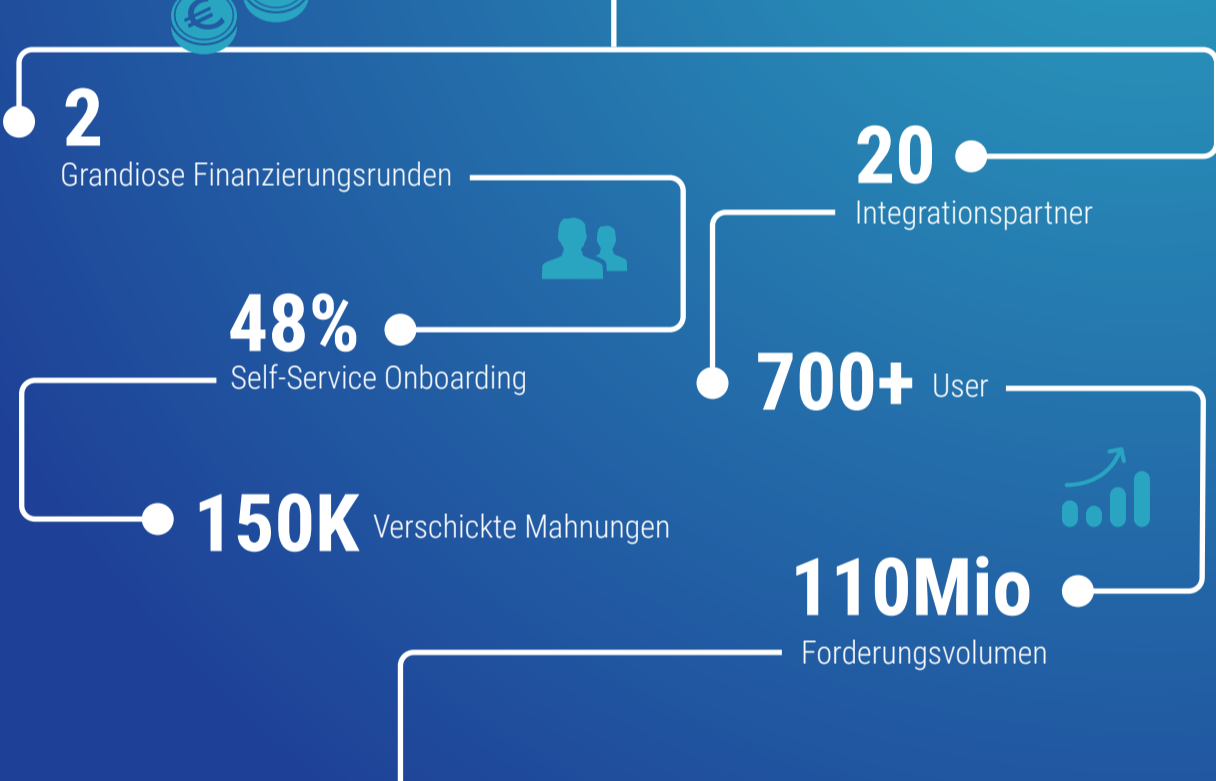 2
Grandiose Finanzierungsrunden
48%
Self-Service Onboarding
150K Verschickte Mahnungen
20
Integrationspartner
700+ User
110Mio
Forderungsvolumen